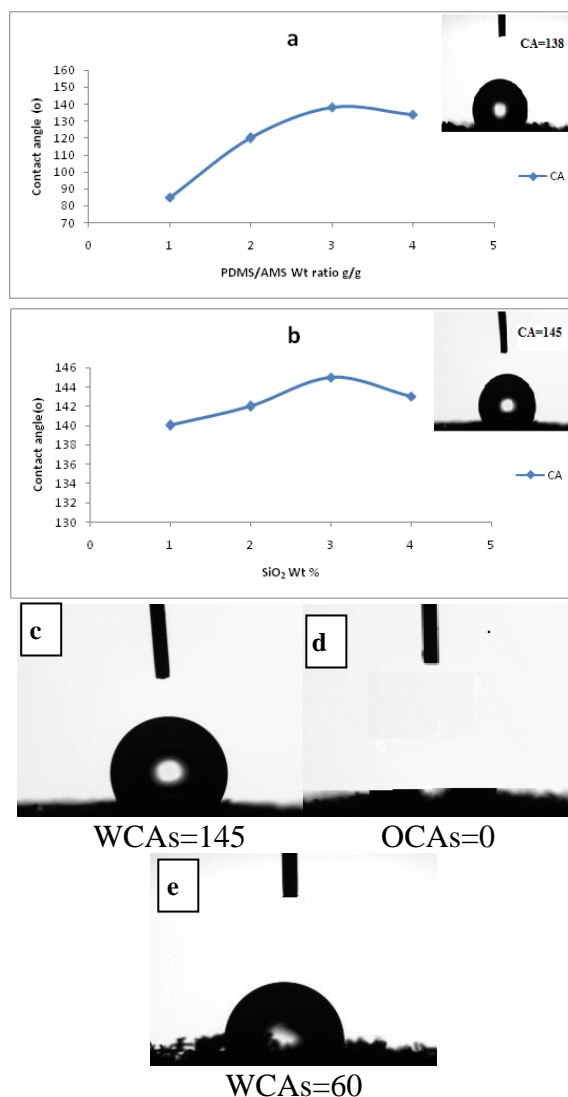 a
CA=138
160
150
140
130
120
110
100
90
80
70
Contact angle (o)
0 1 2 3 4 5
PDMS/AMS Wt ratio g/g
CA
b
CA=145
146
144
142
140
138
136
134
132
130
Contact angle(o)
0 1 2 3 4 5
SiO₂ Wt %
CA
c
d
WCAs=145 OCAs=0
e
WCAs=60